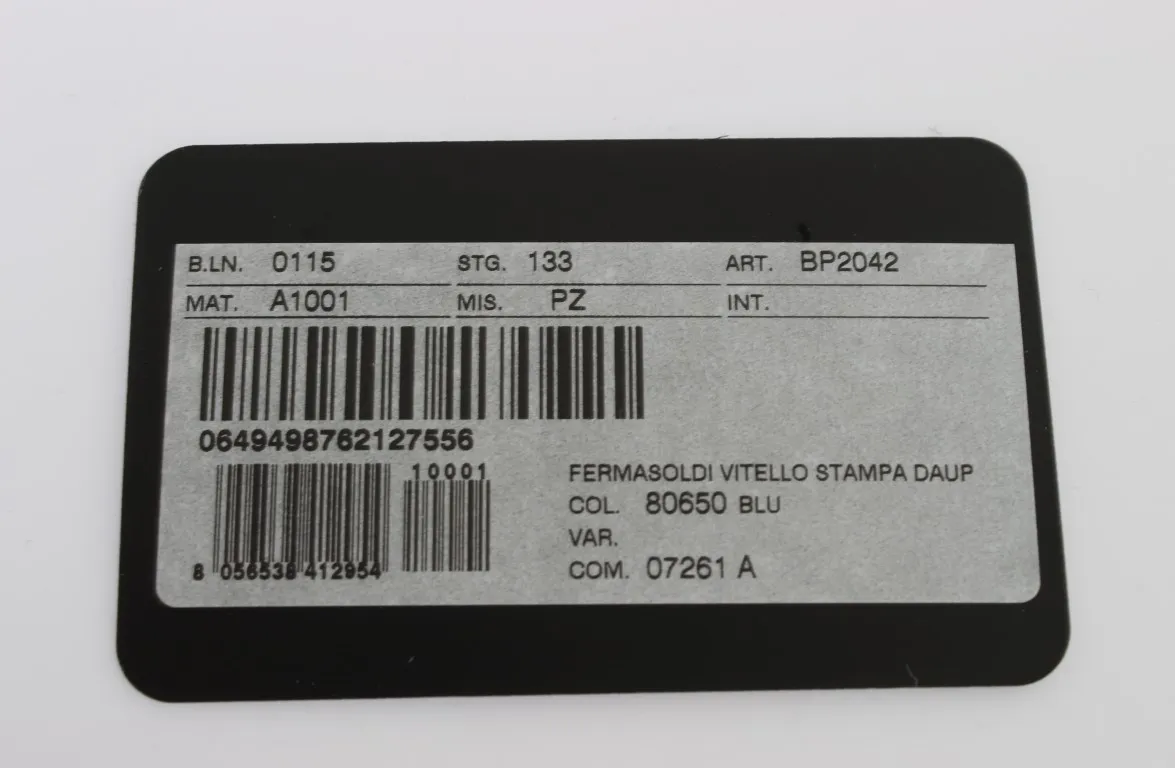 B.LN. 0115 STG. 133 ART. BP2042
MAT. A1001 MIS. PZ INT.
0649498762127556
10001
8 056538 412954
FERMASOLDI VITELLO STAMPA DAUP
COL. 80650 BLU
VAR.
COM. 07261 A